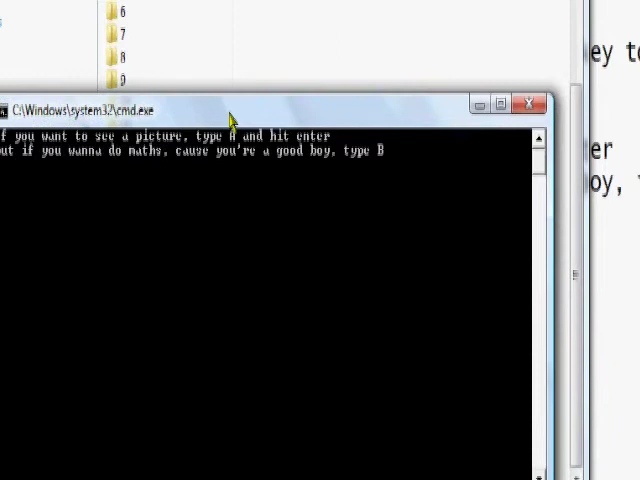 6
7
8
9
ey to
C:\Windows\system32\cmd.exe
f you want to see a picture, type A and hit enter
ut if you wanna do maths, cause you're a good boy, type B
er
oy,